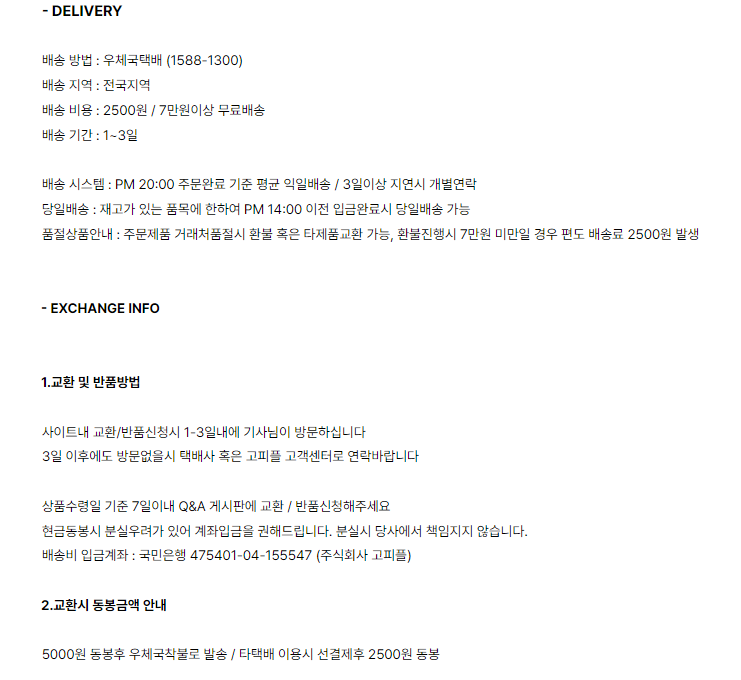 - DELIVERY
배송 방법 : 우체국택배 (1588-1300)
배송 지역 : 전국지역
배송 비용 : 2500원 / 7만원이상 무료배송
배송 기간 : 1~3일
배송 시스템 : PM 20:00 주문완료 기준 평균 익일배송 / 3일이상 지연시 개별연락
당일배송 : 재고가 있는 품목에 한하여 PM 14:00 이전 입금완료시 당일배송 가능
품절상품안내 : 주문제품 거래처품절시 환불 혹은 타제품교환 가능, 환불진행시 7만원 미만일 경우 편도 배송료 2500원 발생
- EXCHANGE INFO
1.교환 및 반품방법
사이트내 교환/반품신청시 1-3일내에 기사님이 방문하십니다
3일 이후에도 방문없을시 택배사 혹은 고피플 고객센터로 연락바랍니다
상품수령일 기준 7일이내 Q&A 게시판에 교환 / 반품신청해주세요
현금동봉시 분실우려가 있어 계좌입금을 권해드립니다. 분실시 당사에서 책임지지 않습니다.
배송비 입금계좌 : 국민은행 475401-04-155547 (주식회사 고피플)
2.교환시 동봉금액 안내
5000원 동봉후 우체국착불로 발송 / 타택배 이용시 선결제후 2500원 동봉